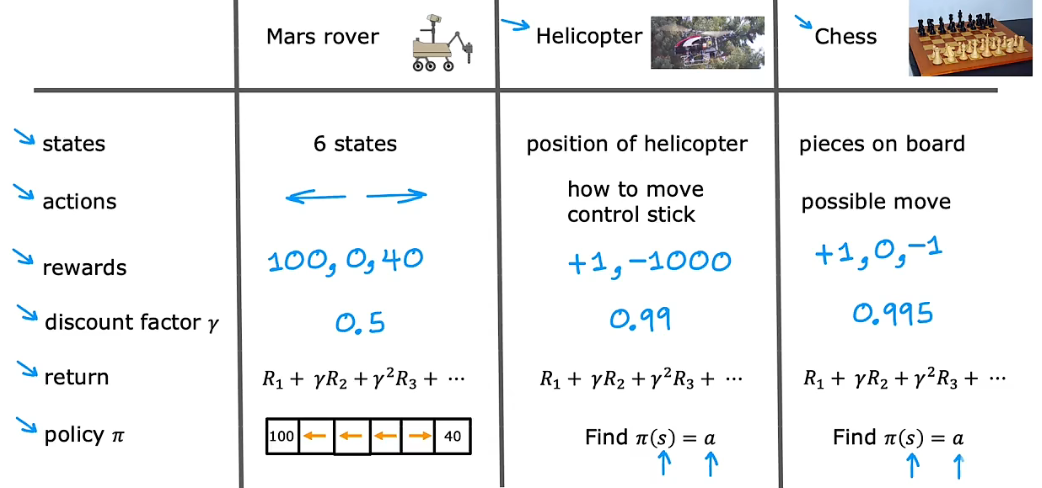 Mars rover Helicopter Chess
states 6 states position of helicopter pieces on board
actions ← → how to move control stick possible move
rewards 100, 0, 40 +1, -1000 +1, 0, -1
discount factor γ 0.5 0.99 0.995
return R₁ + γR₂ + γ²R₃ + ⋯ R₁ + γR₂ + γ²R₃ + ⋯ R₁ + γR₂ + γ²R₃ + ⋯
policy π 100 ← ← ← → 40 Find π(s) = a Find π(s) = a